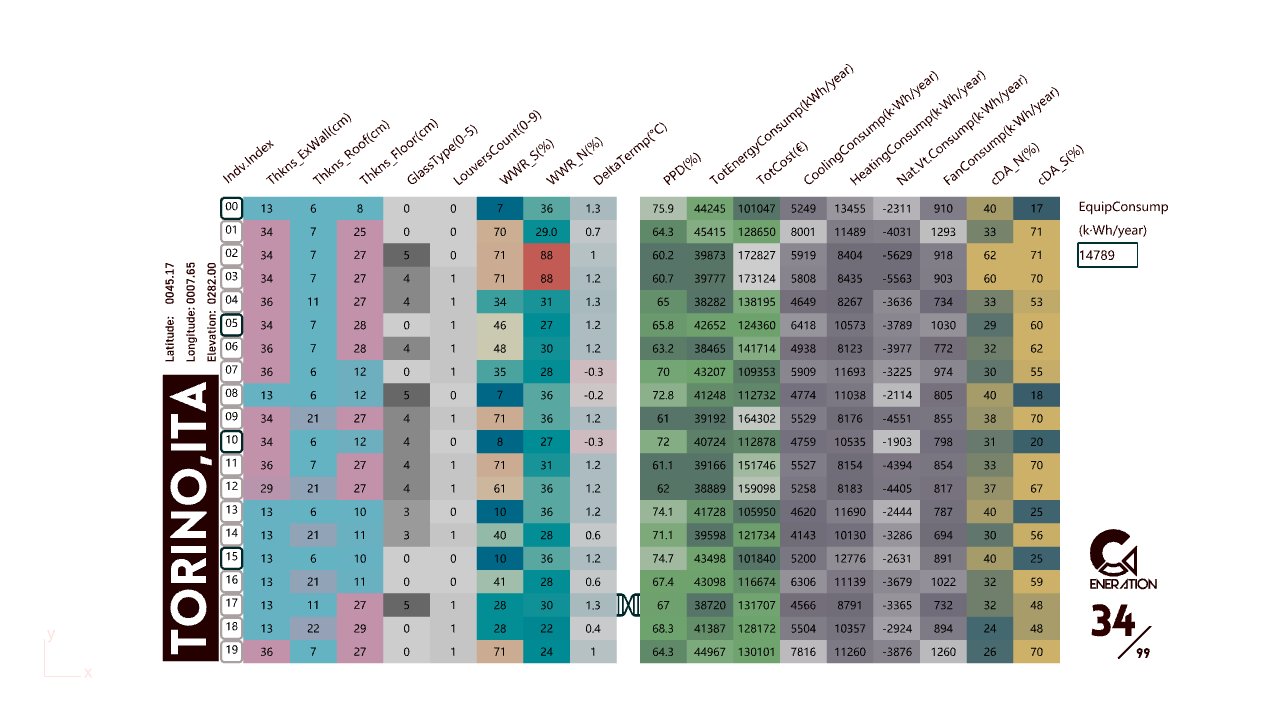 Indv.Index Thkns_ExWall(cm) Thkns_Roof(cm) Thkns_Floor(cm) GlassType(0-5) LouversCount(0-9) WWR_S(%) WWR_N(%) DeltaTermp(°C) PPD(%) TotEnergyConsump(kWh/year) TotCost(€) CoolingConsump(k·Wh/year) HeatingConsump(k·Wh/year) Nat.Vt.Consump(k·Wh/year) FanConsump(k·Wh/year) cDA_N(%) cDA_S(%)
00 13 6 8 0 0 7 36 1.3 75.9 44245 101047 5249 13455 -2311 910 40 17
01 34 7 25 0 0 70 29.0 0.7 64.3 45415 128650 8001 11489 -4031 1293 33 71
02 34 7 27 5 0 71 88 1 60.2 39873 172827 5919 8404 -5629 918 62 71
03 34 7 27 4 1 71 88 1.2 60.7 39777 173124 5808 8435 -5563 903 60 70
04 36 11 27 4 1 34 31 1.3 65 38282 138195 4649 8267 -3636 734 33 53
05 34 7 28 0 1 46 27 1.2 65.8 42652 124360 6418 10573 -3789 1030 29 60
06 36 7 28 4 1 48 30 1.2 63.2 38465 141714 4938 8123 -3977 772 32 62
07 36 6 12 0 1 35 28 -0.3 70 43207 109353 5909 11693 -3225 974 30 55
08 13 6 12 5 0 7 36 -0.2 72.8 41248 112732 4774 11038 -2114 805 40 18
09 34 21 27 4 1 71 36 1.2 61 39192 164302 5529 8176 -4551 855 38 70
10 34 6 12 4 0 8 27 -0.3 72 40724 112878 4759 10535 -1903 798 31 20
11 36 7 27 4 1 71 31 1.2 61.1 39166 151746 5527 8154 -4394 854 33 70
12 29 21 27 4 1 61 36 1.2 62 38889 159098 5258 8183 -4405 817 37 67
13 13 6 10 3 0 10 36 1.2 74.1 41728 105950 4620 11690 -2444 787 40 25
14 13 21 11 3 1 40 28 0.6 71.1 39598 121734 4143 10130 -3286 694 30 56
15 13 6 10 0 0 10 36 1.2 74.7 43498 101840 5200 12776 -2631 891 40 25
16 13 21 11 0 0 41 28 0.6 67.4 43098 116674 6306 11139 -3679 1022 32 59
17 13 11 27 5 1 28 30 1.3 67 38720 131707 4566 8791 -3365 732 32 48
18 13 22 29 0 1 28 22 0.4 68.3 41387 128172 5504 10357 -2924 894 24 48
19 36 7 27 0 1 71 24 1 64.3 44967 130101 7816 11260 -3876 1260 26 70
Latitude: 0045.17
Longitude: 0007.65
Elevation: 0282.00
TORINO,ITA
EquipConsump
(k·Wh/year)
14789
ENERATION
34/99
y
x